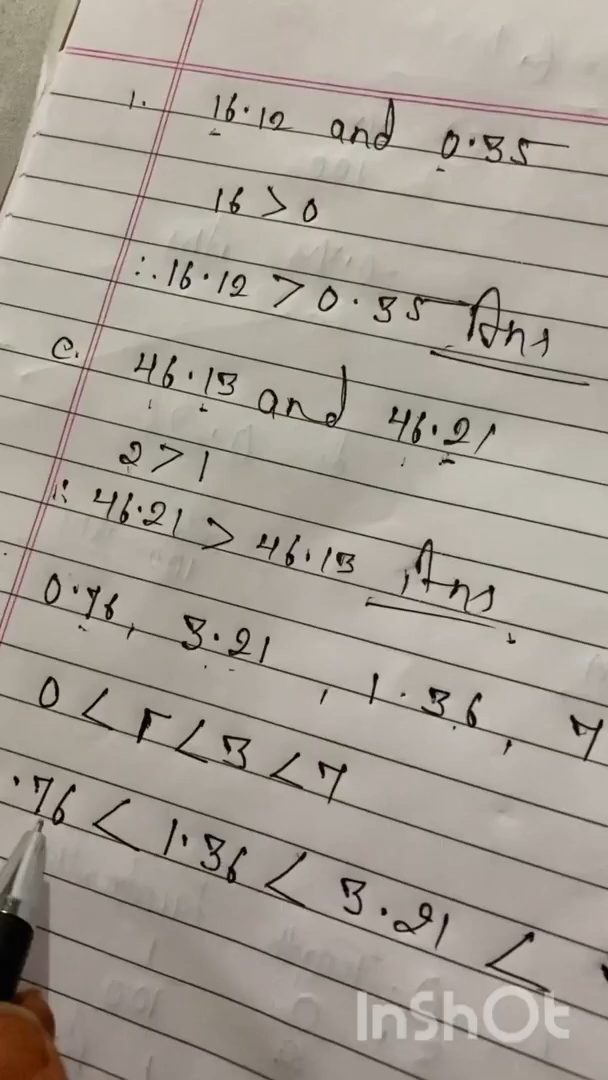 1. 16.12 and 0.35
16 > 0
∴ 16.12 > 0.35 Ans
c. 46.13 and 46.21
2 > 1
∴ 46.21 > 46.13 Ans
0.76, 3.21, 1.36, 7
0 < 1 < 3 < 7
.76 < 1.36 < 3.21 <
InShOt